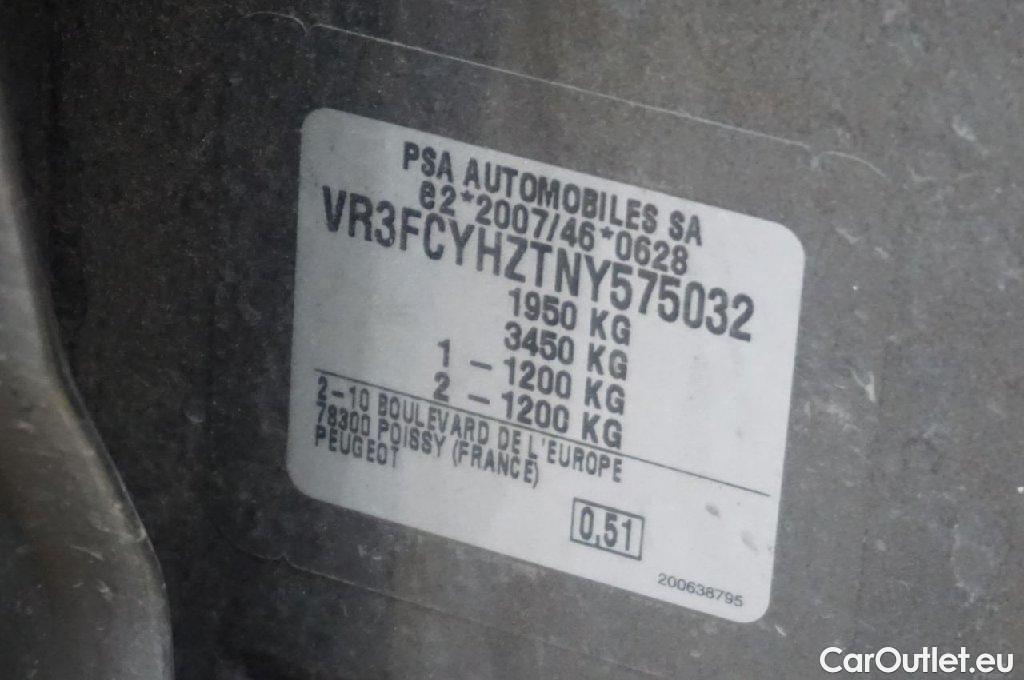 PSA AUTOMOBILES SA
e2*2007/46*0628
VR3FCYHZTNY575032
1950 KG
3450 KG
1 – 1200 KG
2 – 1200 KG
2–10 BOULEVARD DE L'EUROPE
78300 POISSY (FRANCE)
PEUGEOT
0,51
200638795
CarOutlet.eu